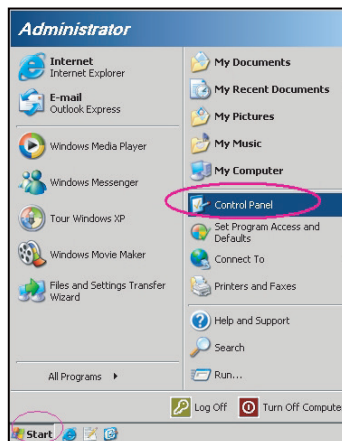 Administrator
Internet
Internet Explorer
E-mail
Outlook Express
Windows Media Player
Windows Messenger
Tour Windows XP
Windows Movie Maker
Files and Settings Transfer
Wizard
All Programs
My Documents
My Recent Documents
My Pictures
My Music
My Computer
Control Panel
Set Program Access and
Defaults
Connect To
Printers and Faxes
Help and Support
Search
Run...
Log Off
Turn Off Compute
Start